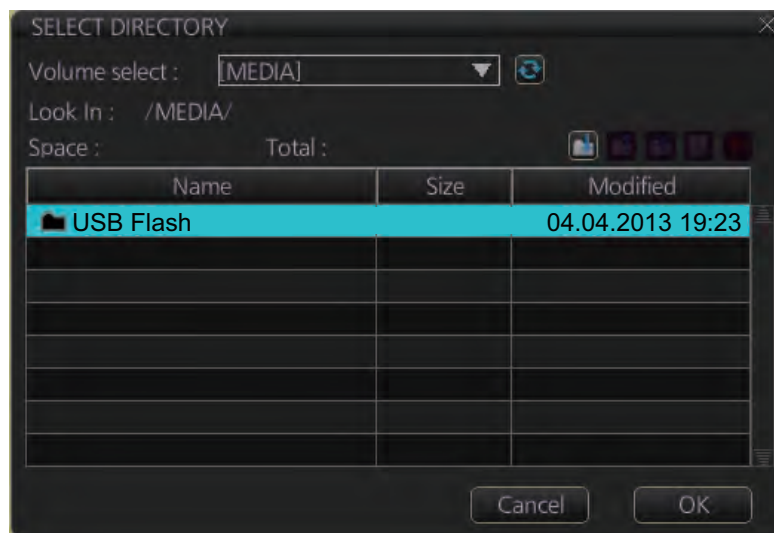 SELECT DIRECTORY
Volume select : [MEDIA]
Look In : /MEDIA/
Space : Total :
Name Size Modified
USB Flash 04.04.2013 19:23
Cancel OK